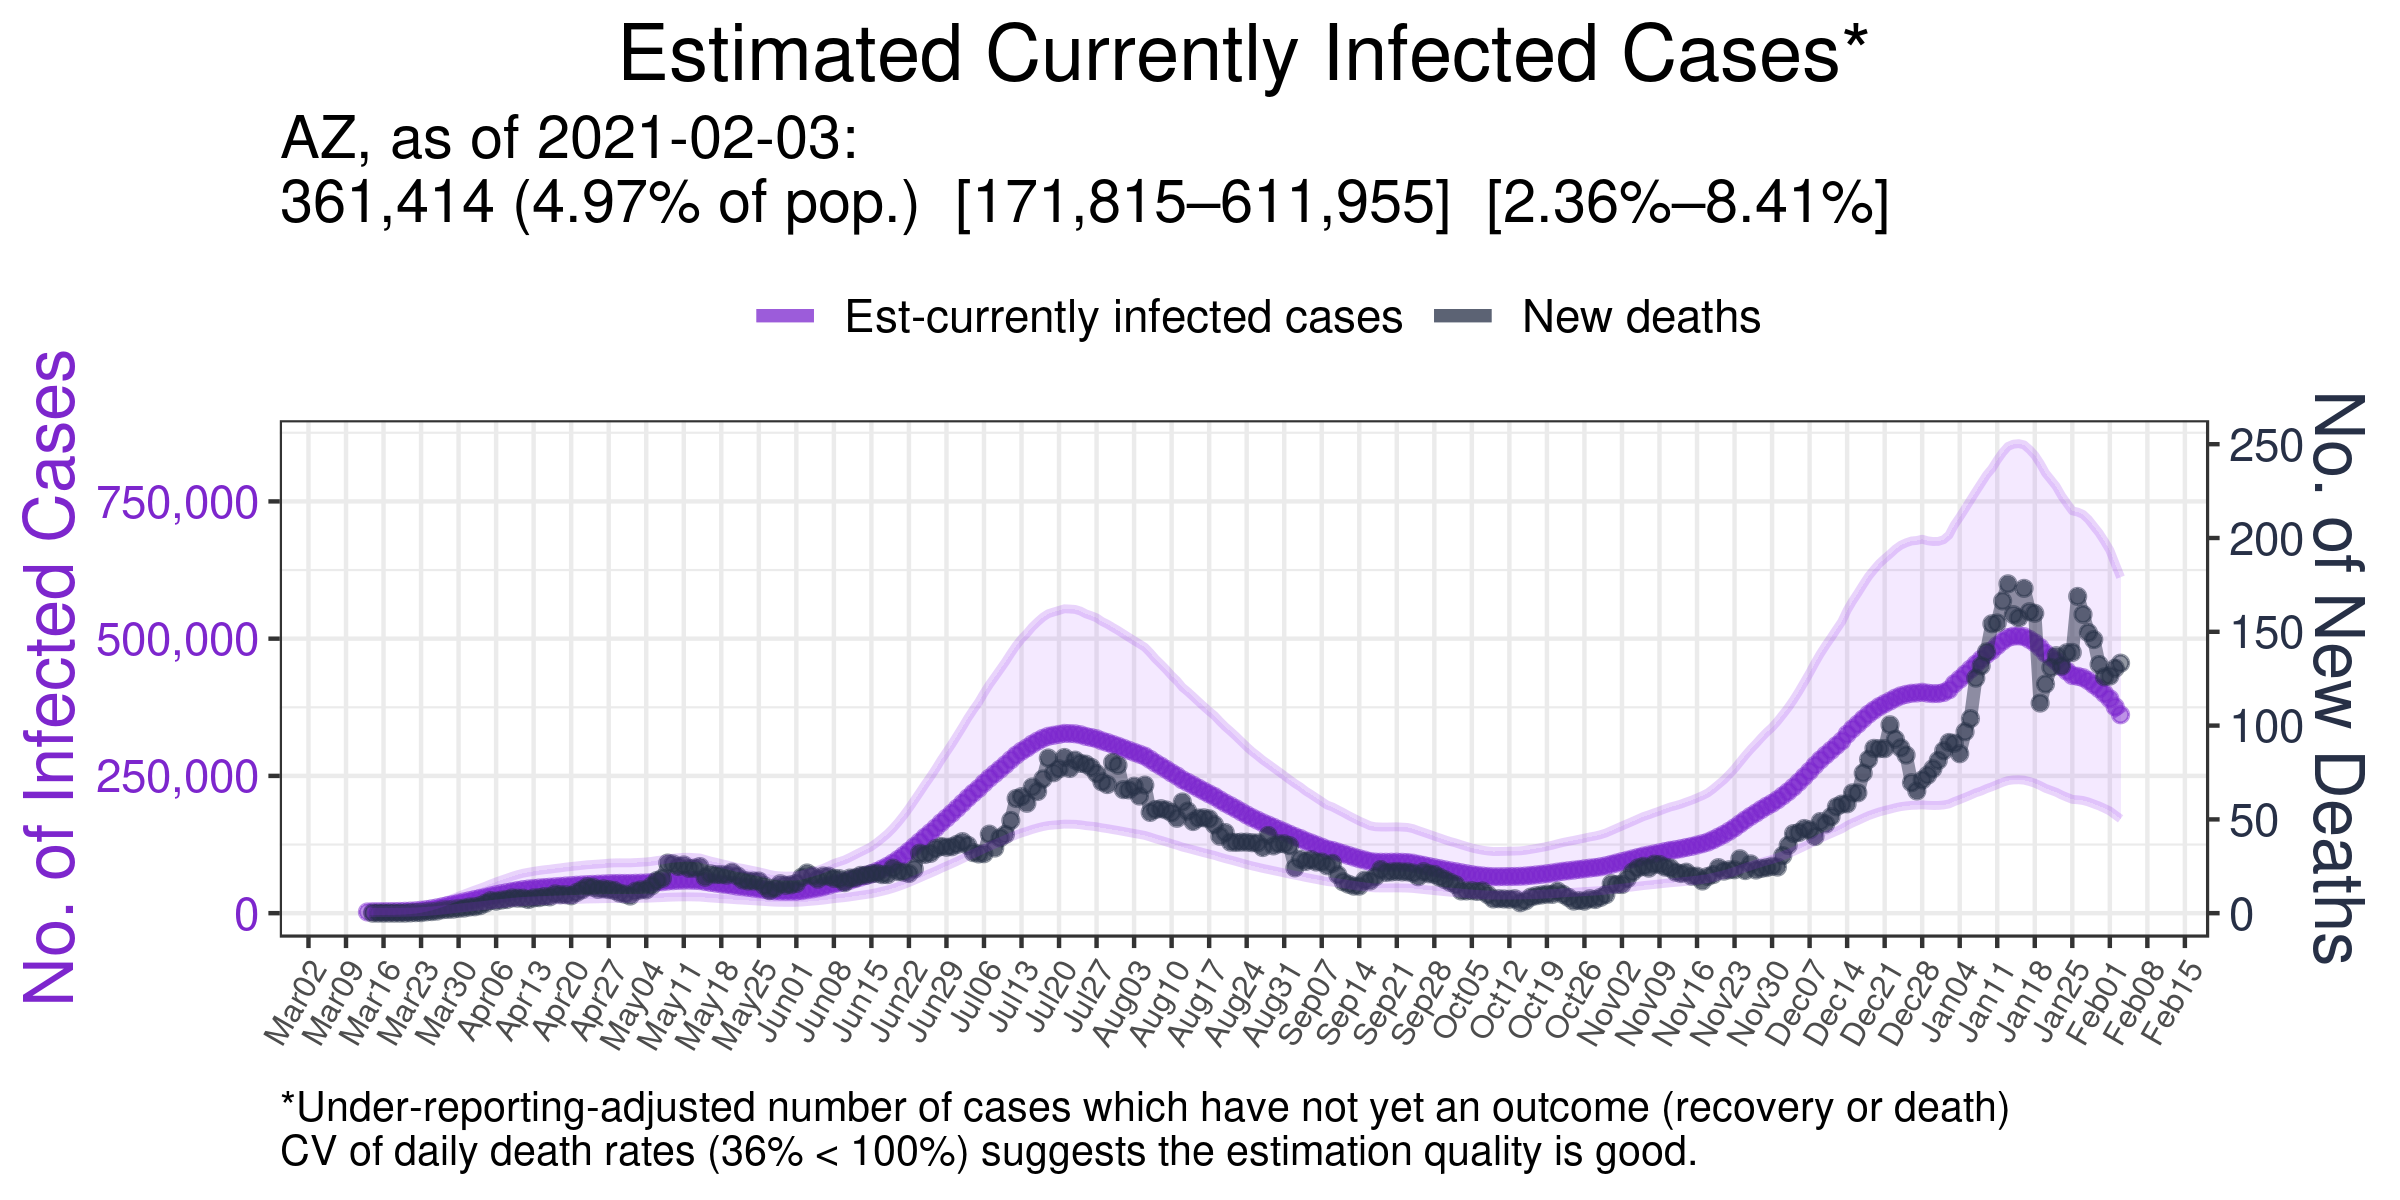 Estimated Currently Infected Cases*
AZ, as of 2021-02-03:
361,414 (4.97% of pop.)  [171,815–611,955]  [2.36%–8.41%]
Est-currently infected cases
New deaths
No. of Infected Cases
750,000
500,000
250,000
0
250
200
150
100
50
0
No. of New Deaths
Mar02
Mar09
Mar16
Mar23
Mar30
Apr06
Apr13
Apr20
Apr27
May04
May11
May18
May25
Jun01
Jun08
Jun15
Jun22
Jun29
Jul06
Jul13
Jul20
Jul27
Aug03
Aug10
Aug17
Aug24
Aug31
Sep07
Sep14
Sep21
Sep28
Oct05
Oct12
Oct19
Oct26
Nov02
Nov09
Nov16
Nov23
Nov30
Dec07
Dec14
Dec21
Dec28
Jan04
Jan11
Jan18
Jan25
Feb01
Feb08
Feb15
*Under-reporting-adjusted number of cases which have not yet an outcome (recovery or death)
CV of daily death rates (36% < 100%) suggests the estimation quality is good.